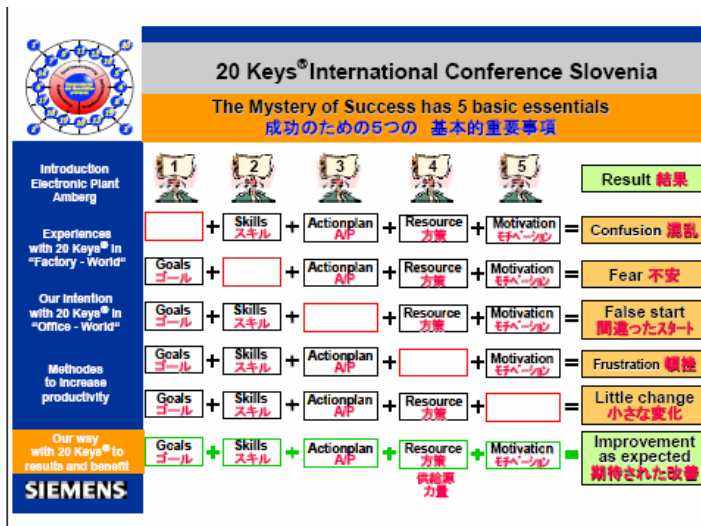 20 Keys® International Conference Slovenia
The Mystery of Success has 5 basic essentials
成功のための5つの 基本的重要事項
Introduction
Electronic Plant
Amberg
Experiences
with 20 Keys® in
"Factory - World"
Our Intention
with 20 Keys® in
"Office - World"
Methodes
to increase
productivity
Our way
with 20 Keys® to
results and benefit
SIEMENS
1 2 3 4 5 Result 結果
+ Skills + Actionplan + Resource + Motivation = Confusion 混乱
スキル A/P 方策 モチベーション
Goals + + Actionplan + Resource + Motivation = Fear 不安
ゴール A/P 方策 モチベーション
Goals + Skills + + Resource + Motivation = False start
ゴール スキル 方策 モチベーション 間違ったスタート
Goals + Skills + Actionplan + + Motivation = Frustration 頓挫
ゴール スキル A/P モチベーション
Goals + Skills + Actionplan + Resource + = Little change
ゴール スキル A/P 方策 小さな変化
Goals + Skills + Actionplan + Resource + Motivation = Improvement
as expected
ゴール スキル A/P 方策 モチベーション 期待された改善
供給源
力量